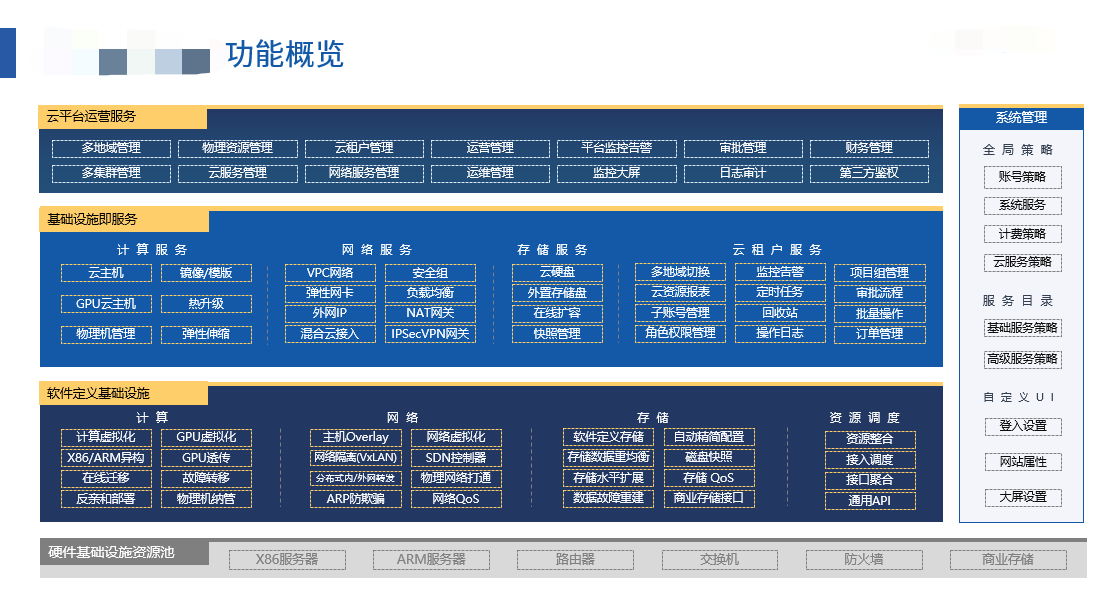 功能概览
云平台运营服务
多地域管理 物理资源管理 云租户管理 运营管理 平台监控告警 审批管理 财务管理
多集群管理 云服务管理 网络服务管理 运维管理 监控大屏 日志审计 第三方鉴权
基础设施即服务
计算服务 网络服务 存储服务 云租户服务
云主机 镜像/模版 VPC网络 安全组 云硬盘 多地域切换 监控告警 项目组管理
弹性网卡 负载均衡 外置存储盘 云资源报表 定时任务 审批流程
GPU云主机 热升级 外网IP NAT网关 在线扩容 子账号管理 回收站 批量操作
物理机管理 弹性伸缩 混合云接入 IPSecVPN网关 快照管理 角色权限管理 操作日志 订单管理
软件定义基础设施
计算 网络 存储 资源调度
计算虚拟化 GPU虚拟化 主机Overlay 网络虚拟化 软件定义存储 自动精简配置 资源整合
X86/ARM异构 GPU透传 网络隔离(VxLAN) SDN控制器 存储数据重均衡 磁盘快照 接入调度
在线迁移 故障转移 分布式内/外网转发 物理网络打通 存储水平扩展 存储 QoS 接口聚合
反亲和部署 物理机纳管 ARP防欺骗 网络QoS 数据故障重建 商业存储接口 通用API
硬件基础设施资源池
X86服务器 ARM服务器 路由器 交换机 防火墙 商业存储
系统管理
全局策略
账号策略
系统服务
计费策略
云服务策略
服务目录
基础服务策略
高级服务策略
自定义UI
登入设置
网站属性
大屏设置